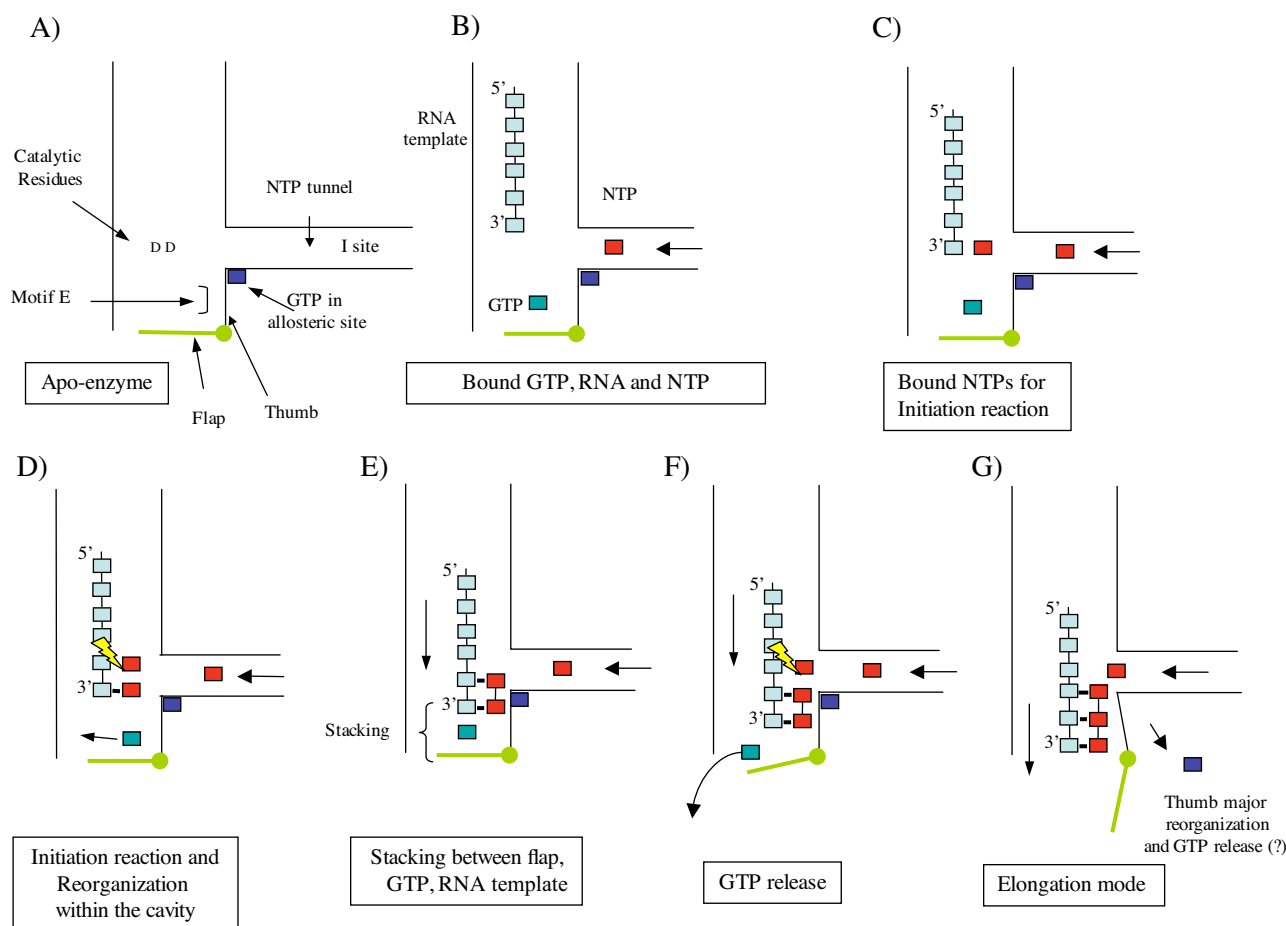 A)
Catalytic
Residues
NTP tunnel
D D
I site
Motif E
GTP in
allosteric site
Apo-enzyme
Flap
Thumb
B)
5’
RNA
template
NTP
3’
GTP
Bound GTP, RNA and NTP
C)
5’
3’
Bound NTPs for
Initiation reaction
D)
5’
3’
Initiation reaction and
Reorganization
within the cavity
E)
5’
3’
Stacking
Stacking between flap,
GTP, RNA template
F)
5’
3’
GTP release
G)
5’
3’
Thumb major
reorganization
and GTP release (?)
Elongation mode